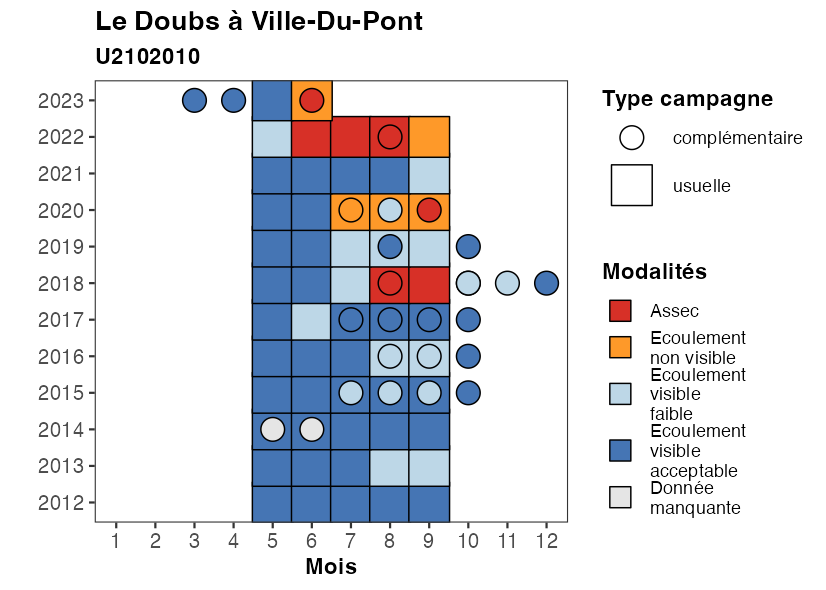 Le Doubs à Ville-Du-Pont
U2102010
2023
2022
2021
2020
2019
2018
2017
2016
2015
2014
2013
2012
1 2 3 4 5 6 7 8 9 10 11 12
Mois
Type campagne
complémentaire
usuelle
Modalités
Assec
Ecoulement
non visible
Ecoulement
visible
faible
Ecoulement
visible
acceptable
Donnée
manquante